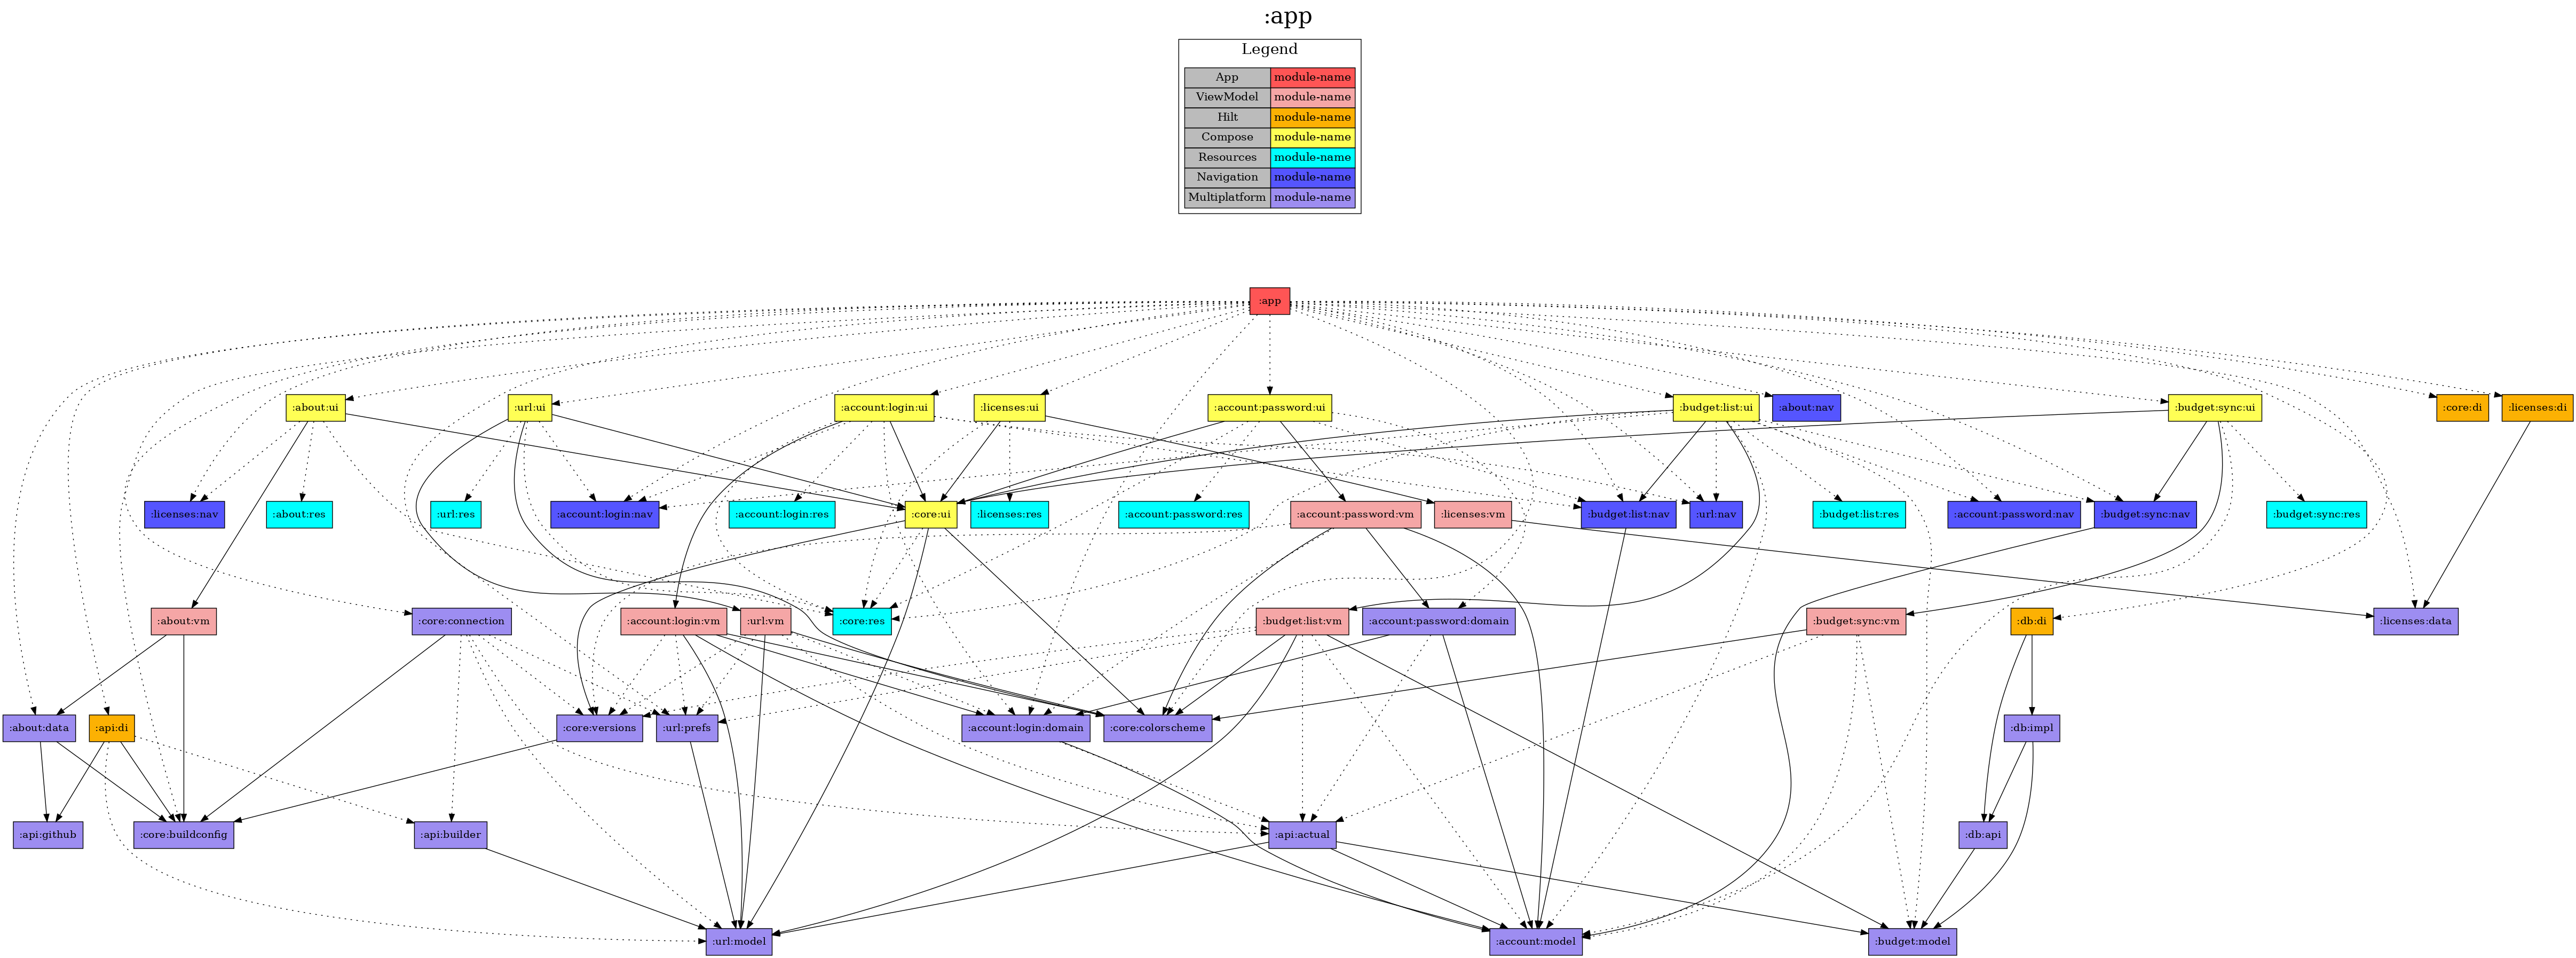 :app
Legend
App module-name
ViewModel module-name
Hilt module-name
Compose module-name
Resources module-name
Navigation module-name
Multiplatform module-name
:app
:about:ui :url:ui :account:login:ui :licenses:ui :account:password:ui :budget:list:ui :about:nav :budget:sync:ui :core:di :licenses:di
:licenses:nav :about:res :url:res :account:login:nav :account:login:res :core:ui :licenses:res :account:password:res :account:password:vm :licenses:vm :budget:list:nav :url:nav :budget:list:res :account:password:nav :budget:sync:nav :budget:sync:res
:about:vm :core:connection :account:login:vm :url:vm :core:res :budget:list:vm :account:password:domain :budget:sync:vm :db:di :licenses:data
:about:data :api:di :core:versions :url:prefs :account:login:domain :core:colorscheme :db:impl
:api:github :core:buildconfig :api:builder :api:actual :db:api
:url:model :account:model :budget:model